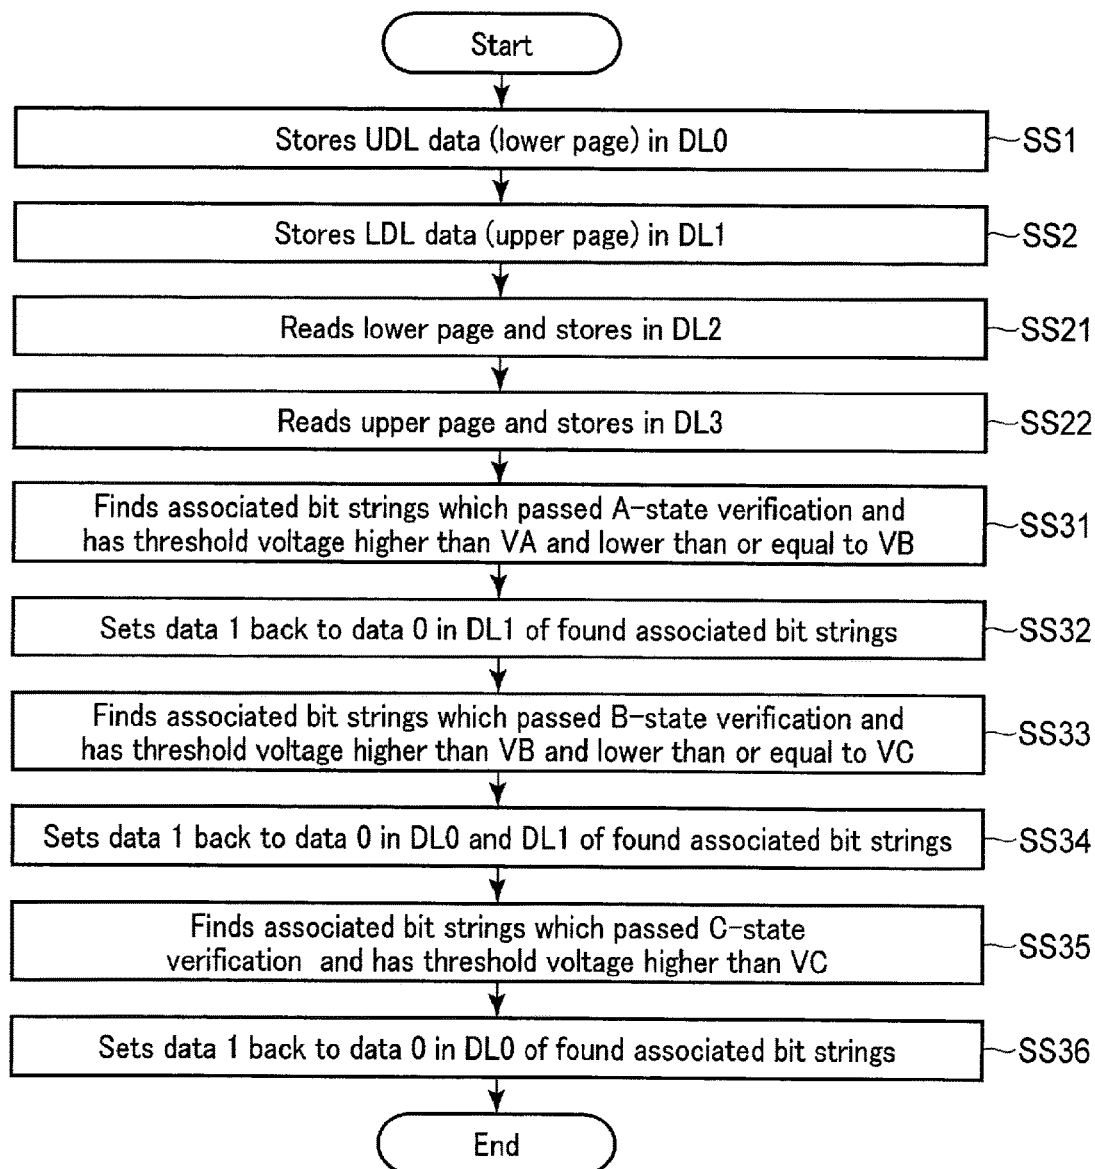 Start
Stores UDL data (lower page) in DL0
SS1
Stores LDL data (upper page) in DL1
SS2
Reads lower page and stores in DL2
SS21
Reads upper page and stores in DL3
SS22
Finds associated bit strings which passed A-state verification and
has threshold voltage higher than VA and lower than or equal to VB
SS31
Sets data 1 back to data 0 in DL1 of found associated bit strings
SS32
Finds associated bit strings which passed B-state verification and
has threshold voltage higher than VB and lower than or equal to VC
SS33
Sets data 1 back to data 0 in DL0 and DL1 of found associated bit strings
SS34
Finds associated bit strings which passed C-state
verification and has threshold voltage higher than VC
SS35
Sets data 1 back to data 0 in DL0 of found associated bit strings
SS36
End